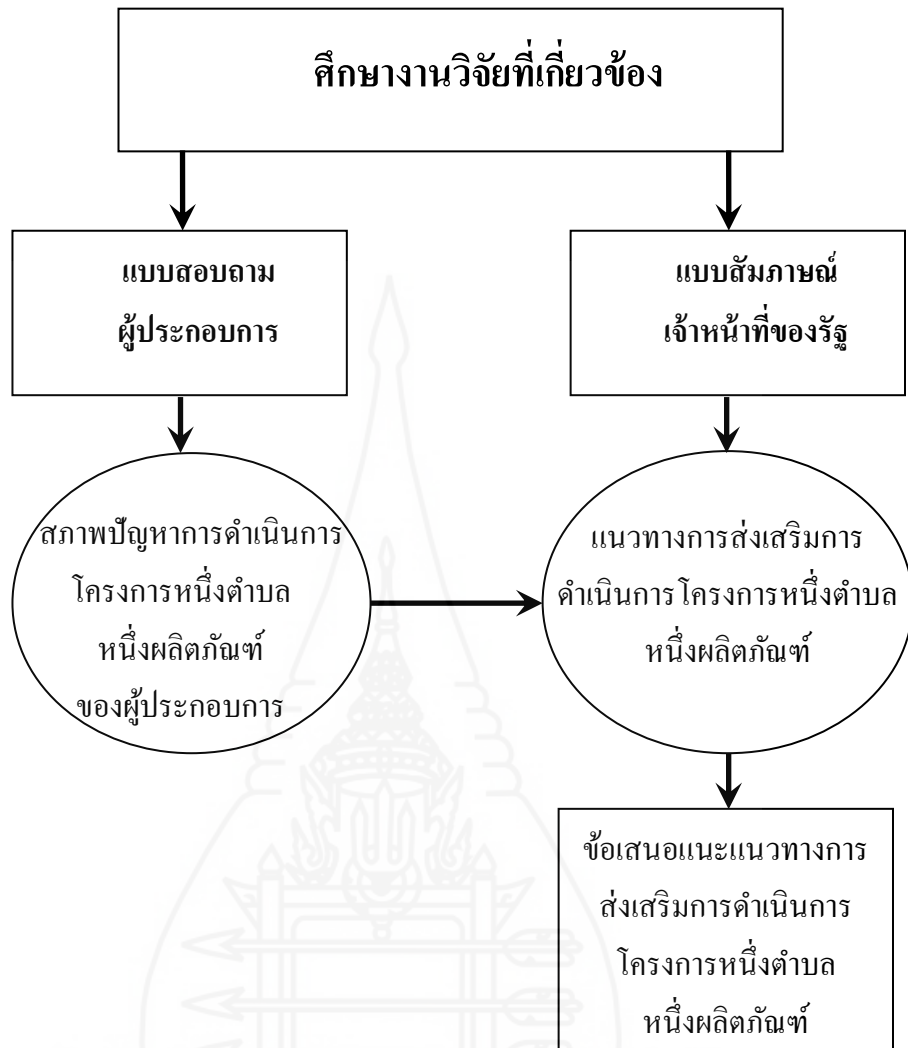 ศึกษางานวิจัยที่เกี่ยวข้อง
แบบสอบถาม
ผู้ประกอบการ
แบบสัมภาษณ์
เจ้าหน้าที่ของรัฐ
สภาพปัญหาการดำเนินการ
โครงการหนึ่งตำบล
หนึ่งผลิตภัณฑ์
ของผู้ประกอบการ
แนวทางการส่งเสริมการ
ดำเนินการโครงการหนึ่งตำบล
หนึ่งผลิตภัณฑ์
ข้อเสนอแนะแนวทางการ
ส่งเสริมการดำเนินการ
โครงการหนึ่งตำบล
หนึ่งผลิตภัณฑ์